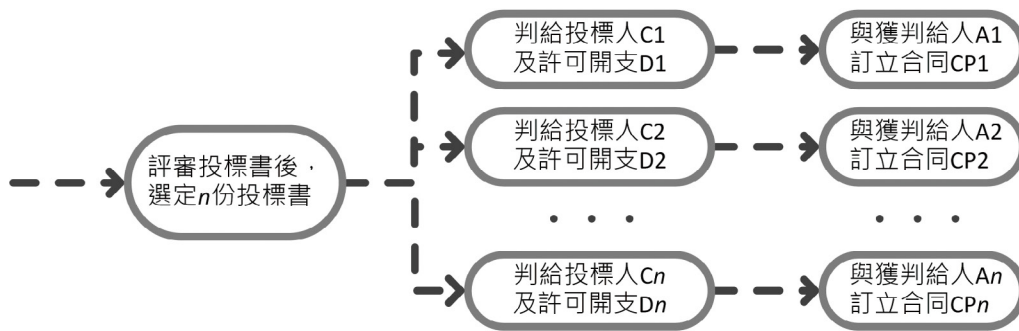 判給投標人C1
及許可開支D1
與獲判給人A1
訂立合同CP1
判給投標人C2
及許可開支D2
與獲判給人A2
訂立合同CP2
評審投標書後，
選定n份投標書
. . .
. . .
判給投標人Cn
及許可開支Dn
與獲判給人An
訂立合同CPn